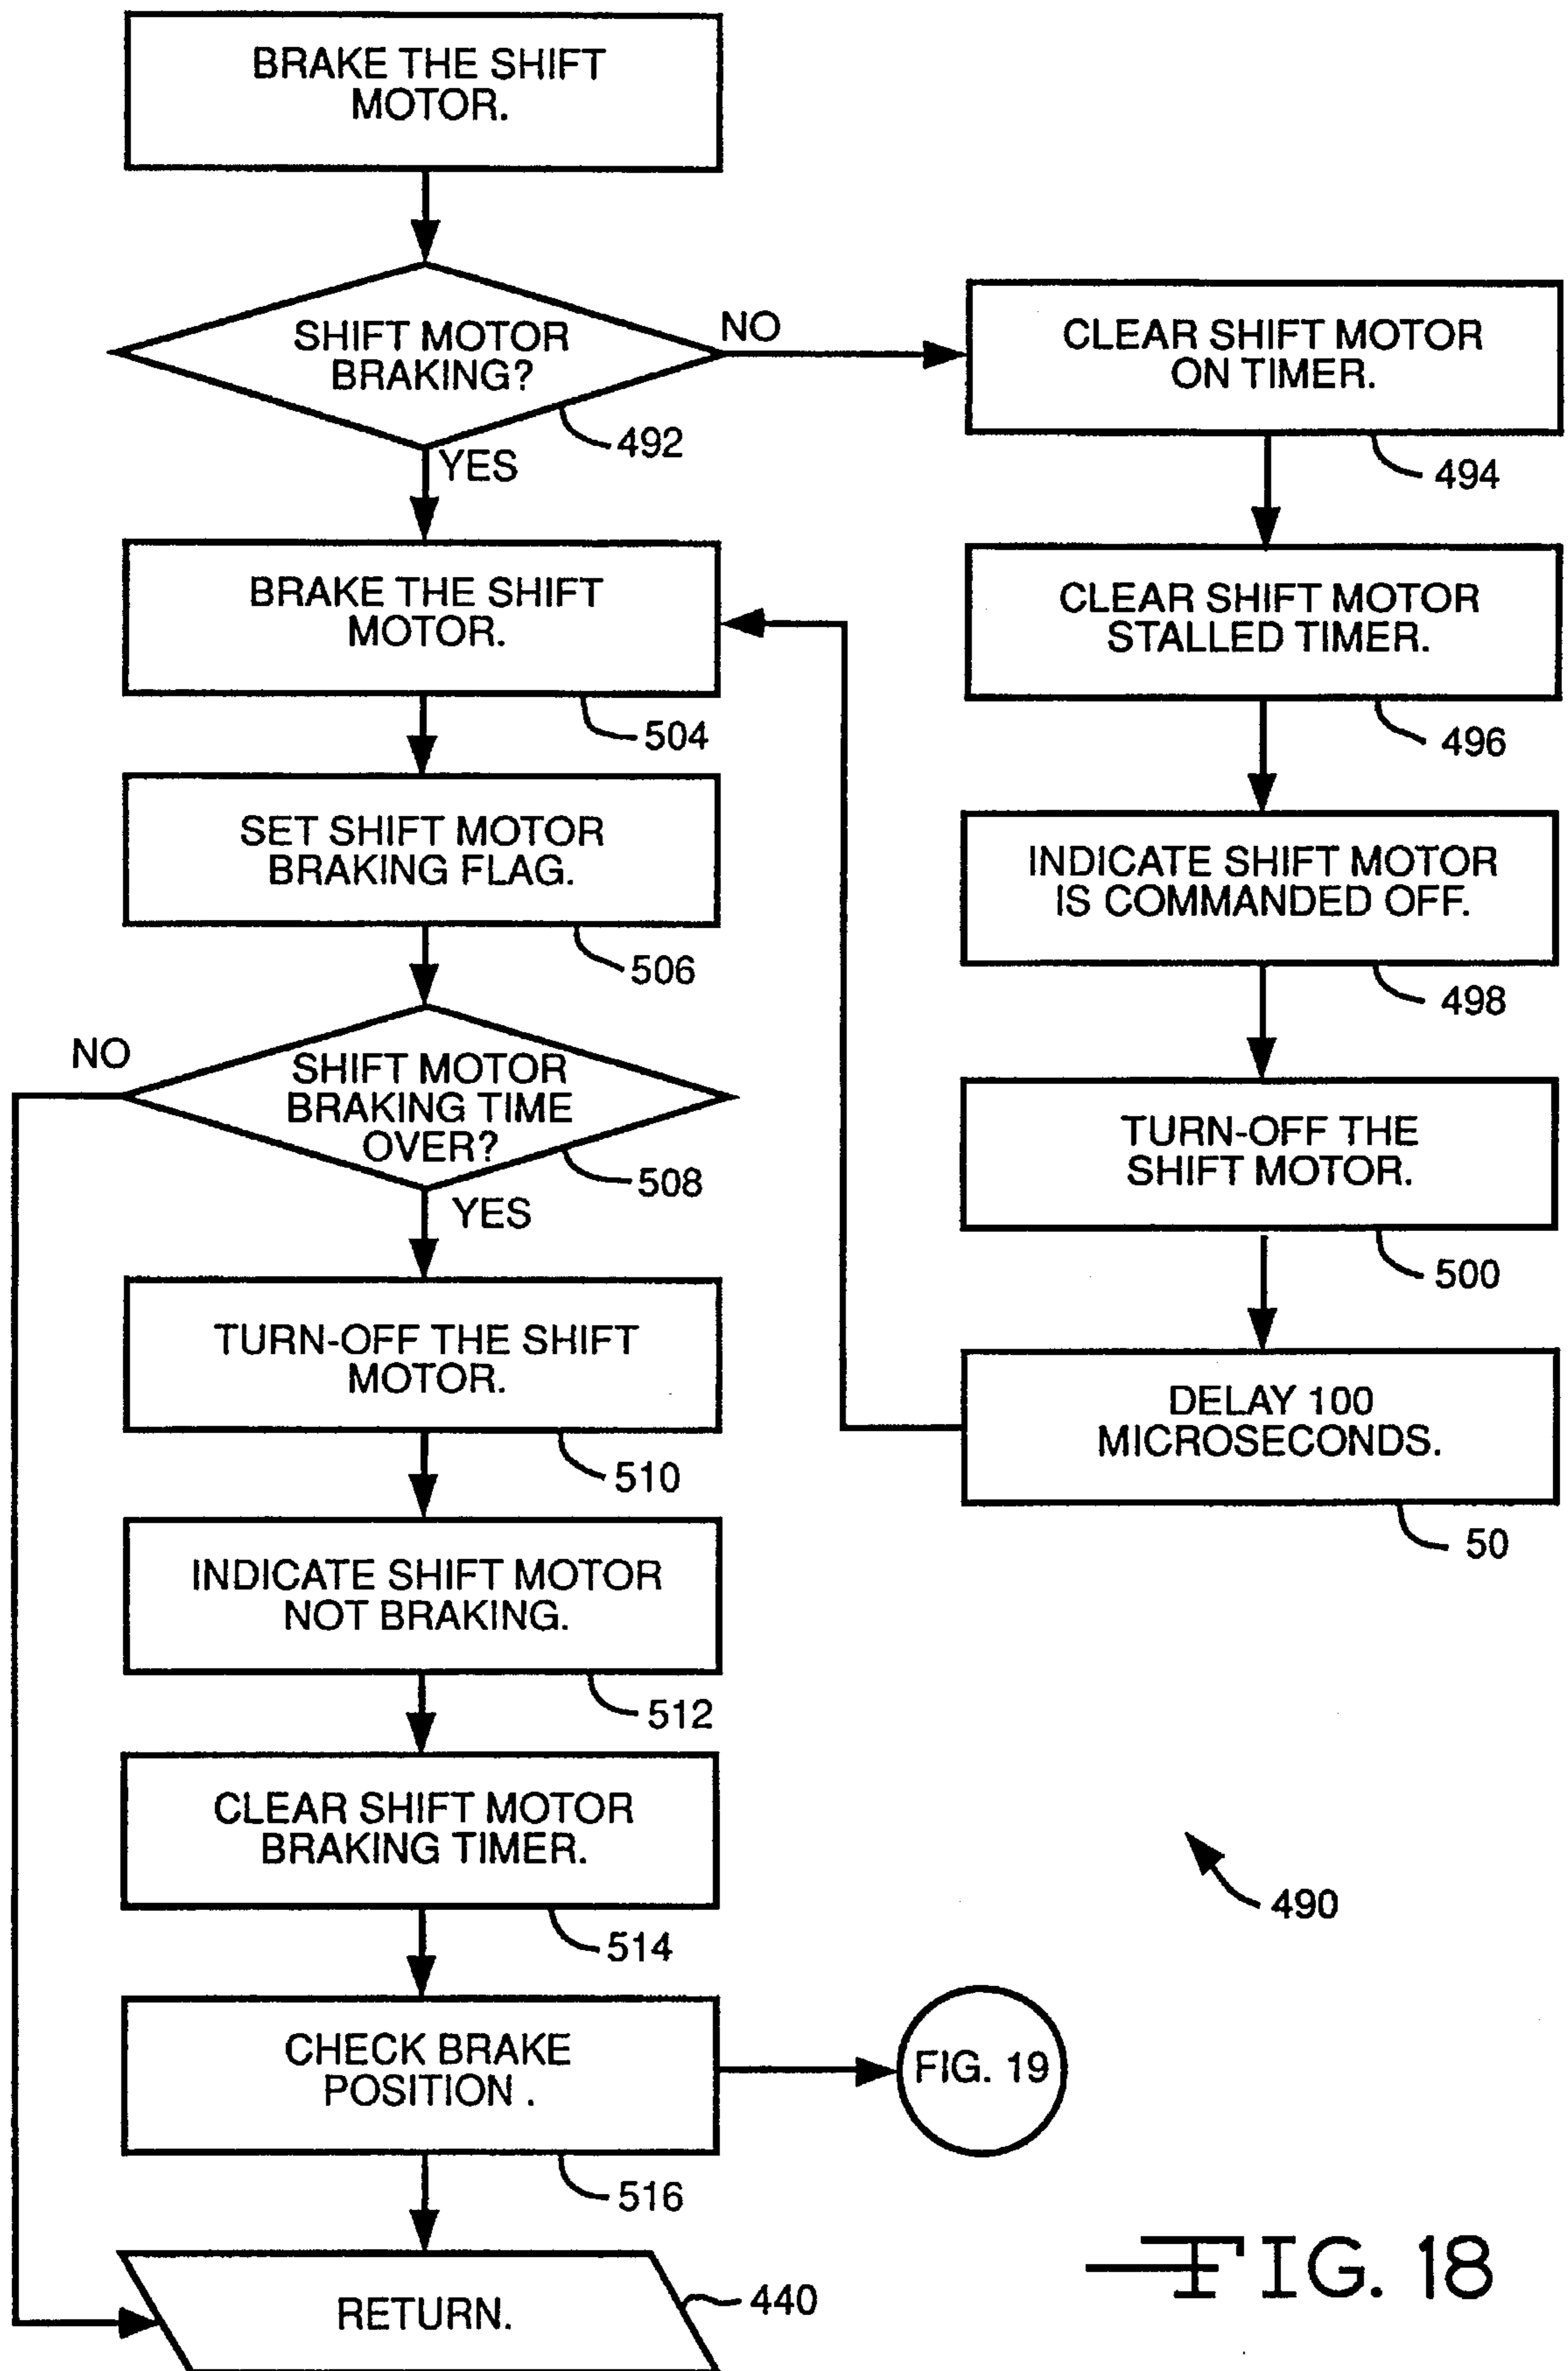 BRAKE THE SHIFT
MOTOR.
SHIFT MOTOR
BRAKING?
NO
492
YES
CLEAR SHIFT MOTOR
ON TIMER.
494
CLEAR SHIFT MOTOR
STALLED TIMER.
496
INDICATE SHIFT MOTOR
IS COMMANDED OFF.
498
TURN-OFF THE
SHIFT MOTOR.
500
DELAY 100
MICROSECONDS.
50
BRAKE THE SHIFT
MOTOR.
504
SET SHIFT MOTOR
BRAKING FLAG.
506
NO
SHIFT MOTOR
BRAKING TIME
OVER?
508
YES
TURN-OFF THE SHIFT
MOTOR.
510
INDICATE SHIFT MOTOR
NOT BRAKING.
512
CLEAR SHIFT MOTOR
BRAKING TIMER.
514
490
CHECK BRAKE
POSITION .
FIG. 19
516
RETURN.
440
FIG. 18